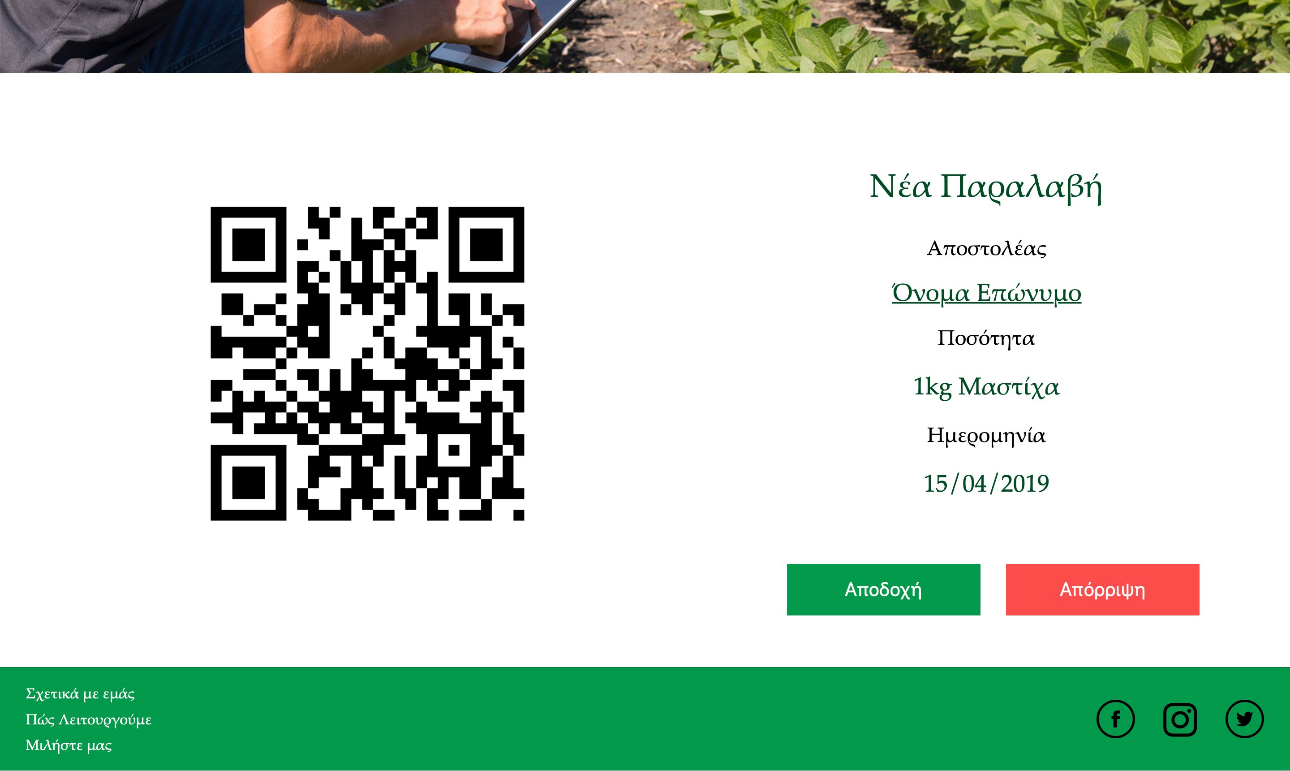 Νέα Παραλαβή
Αποστολέας
Όνομα Επώνυμο
Ποσότητα
1kg Μαστίχα
Ημερομηνία
15/04/2019
Αποδοχή
Απόρριψη
Σχετικά με εμάς
Πώς Λειτουργούμε
Μιλήστε μας